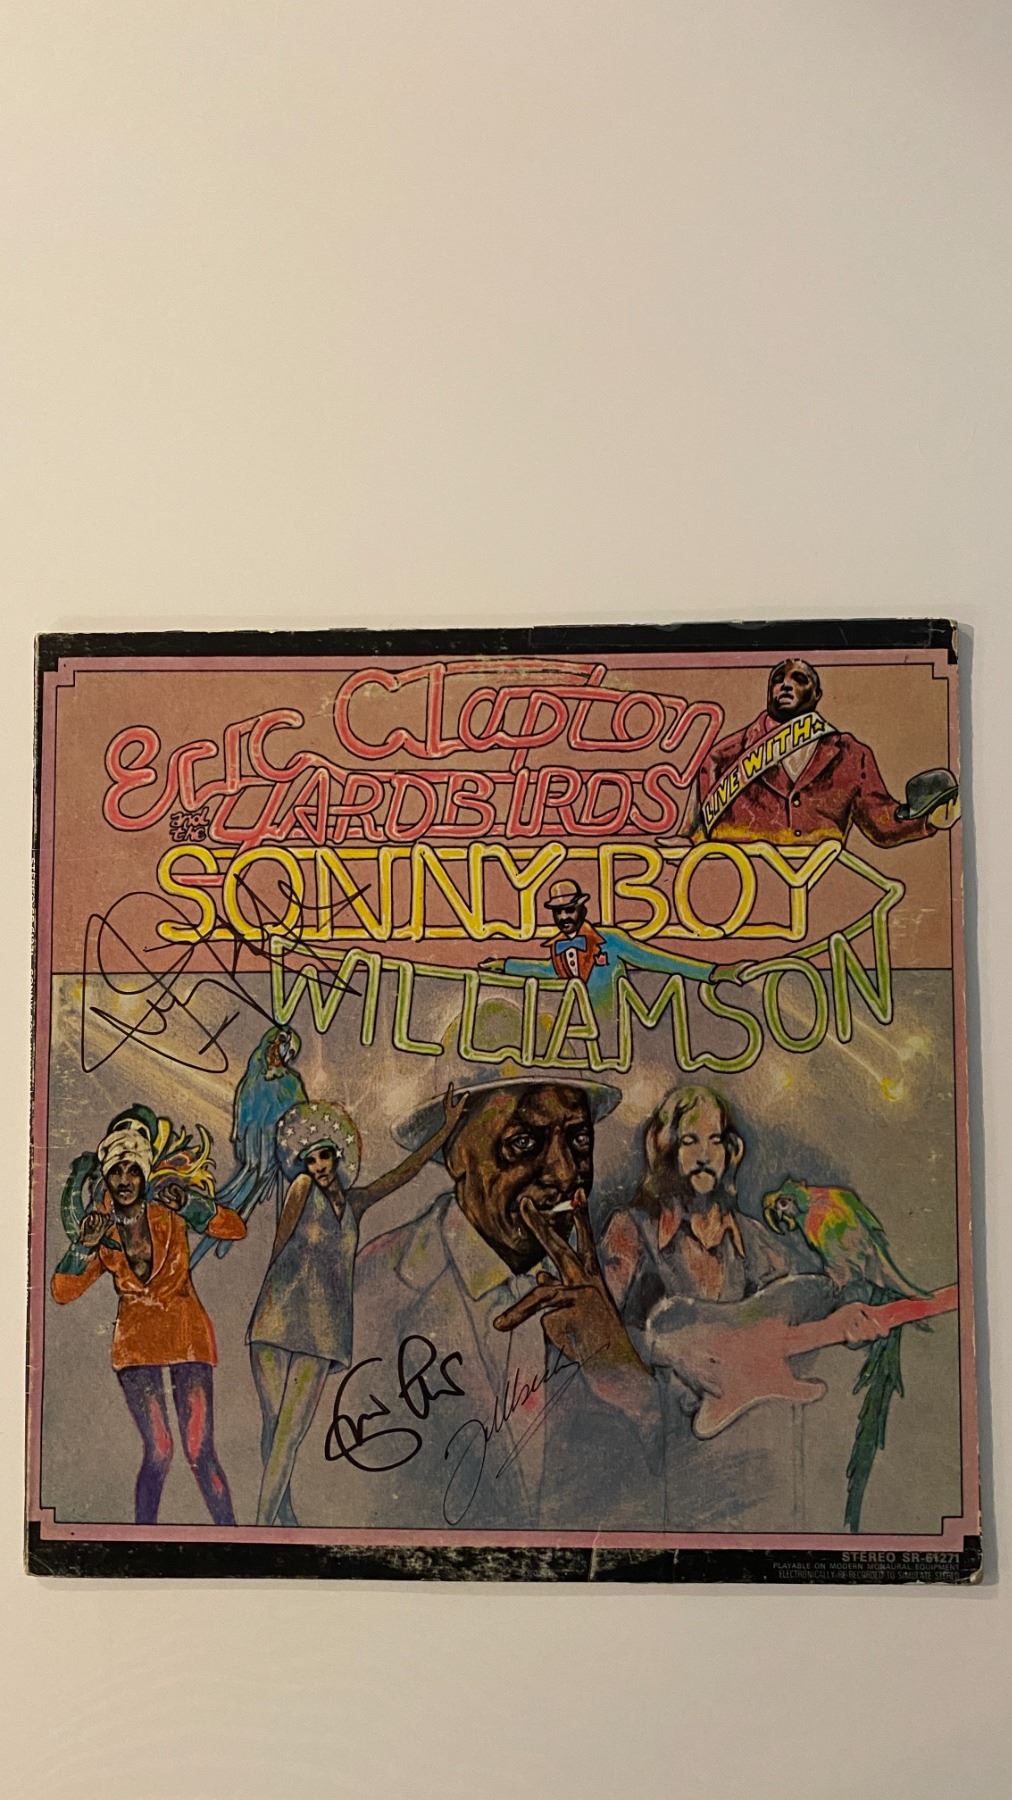 Eric Clapton
and the YARDBIRDS
LIVE WITH
SONNY BOY
WILLIAMSON
STEREO SR-61271
PLAYABLE ON MODERN MONAURAL EQUIPMENT
ELECTRONICALLY RE-RECORDED TO SIMULATE STEREO